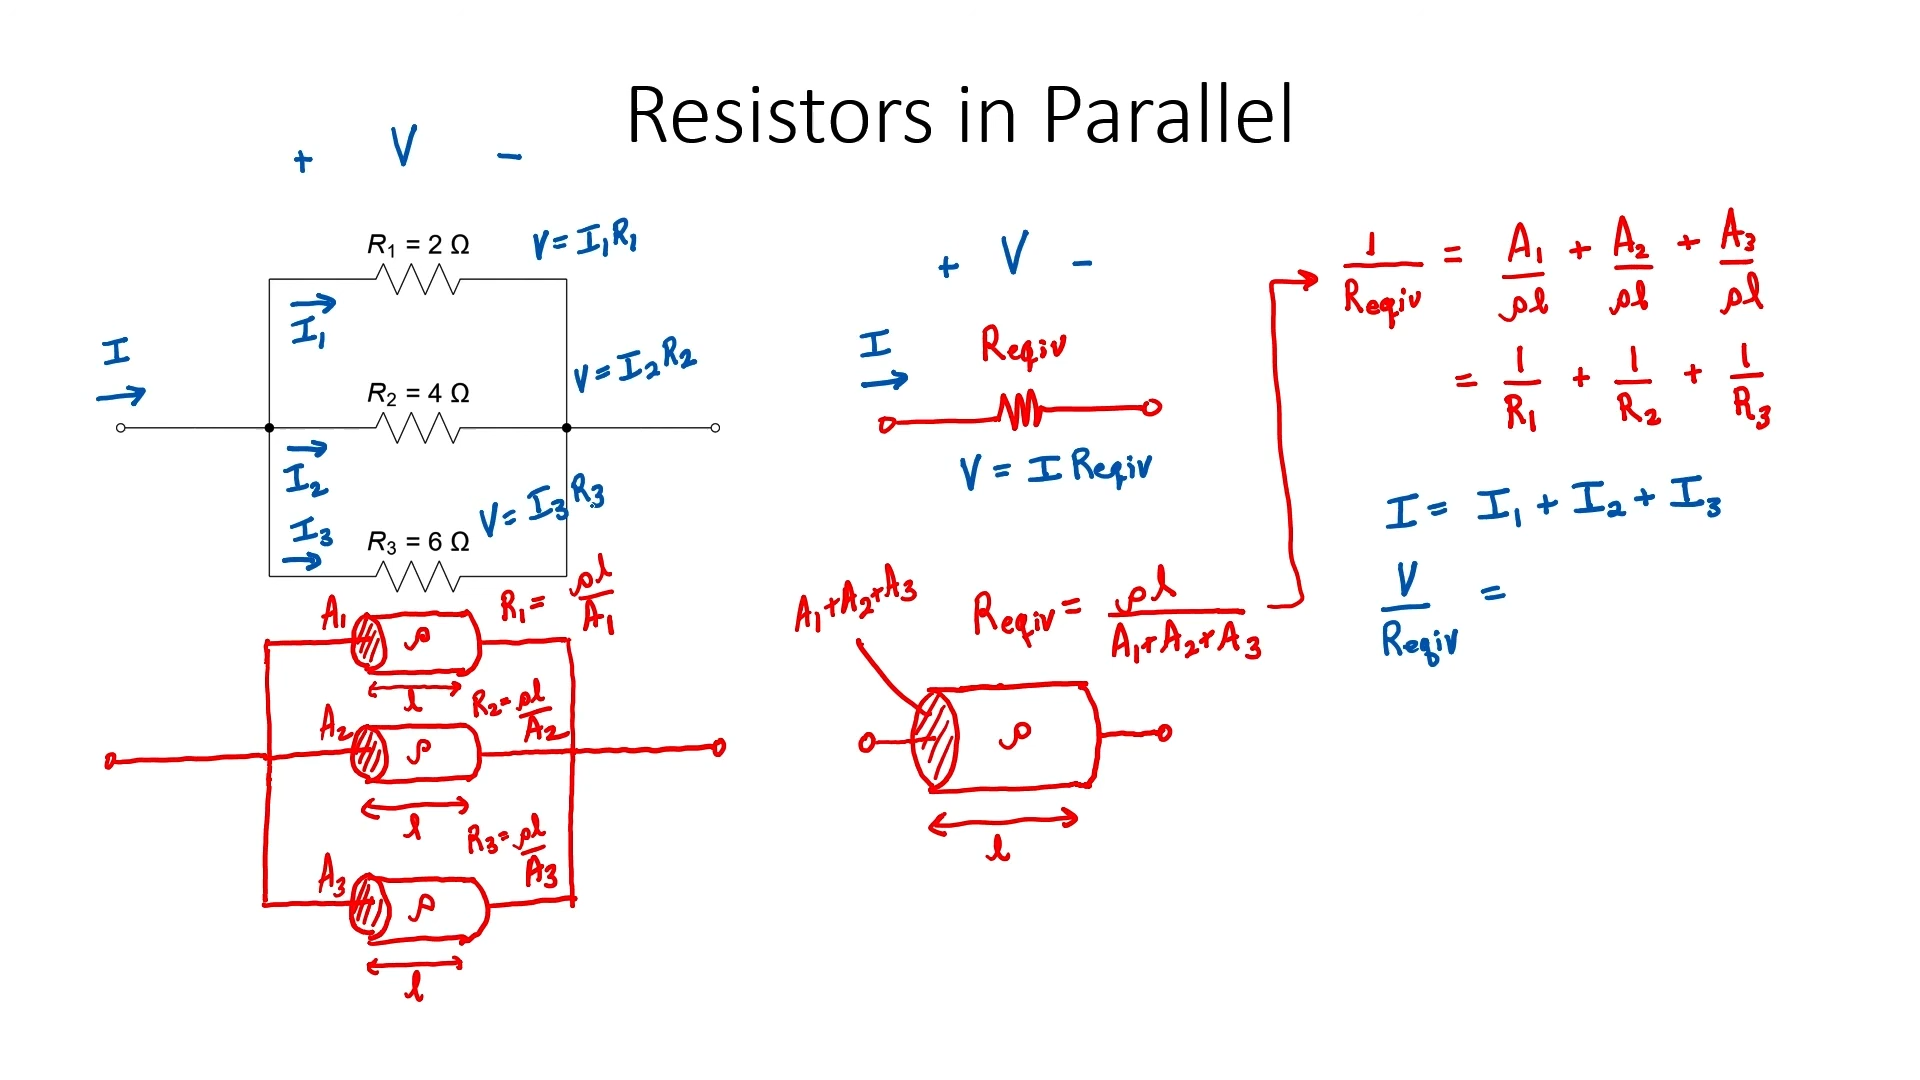 Resistors in Parallel
+ V -
R₁ = 2 Ω
V = I₁R₁
I₁
I
R₂ = 4 Ω
V = I₂R₂
I₂
I₃
R₃ = 6 Ω
V = I₃R₃
A₁
ρ
R₁ = ρl/A₁
l
A₂
ρ
R₂ = ρl/A₂
l
A₃
ρ
R₃ = ρl/A₃
l
+ V -
I
Reqiv
V = I Reqiv
A₁+A₂+A₃
Reqiv = ρl/A₁+A₂+A₃
ρ
l
1/Reqiv = A₁/ρl + A₂/ρl + A₃/ρl
= 1/R₁ + 1/R₂ + 1/R₃
I = I₁ + I₂ + I₃
V/Reqiv =